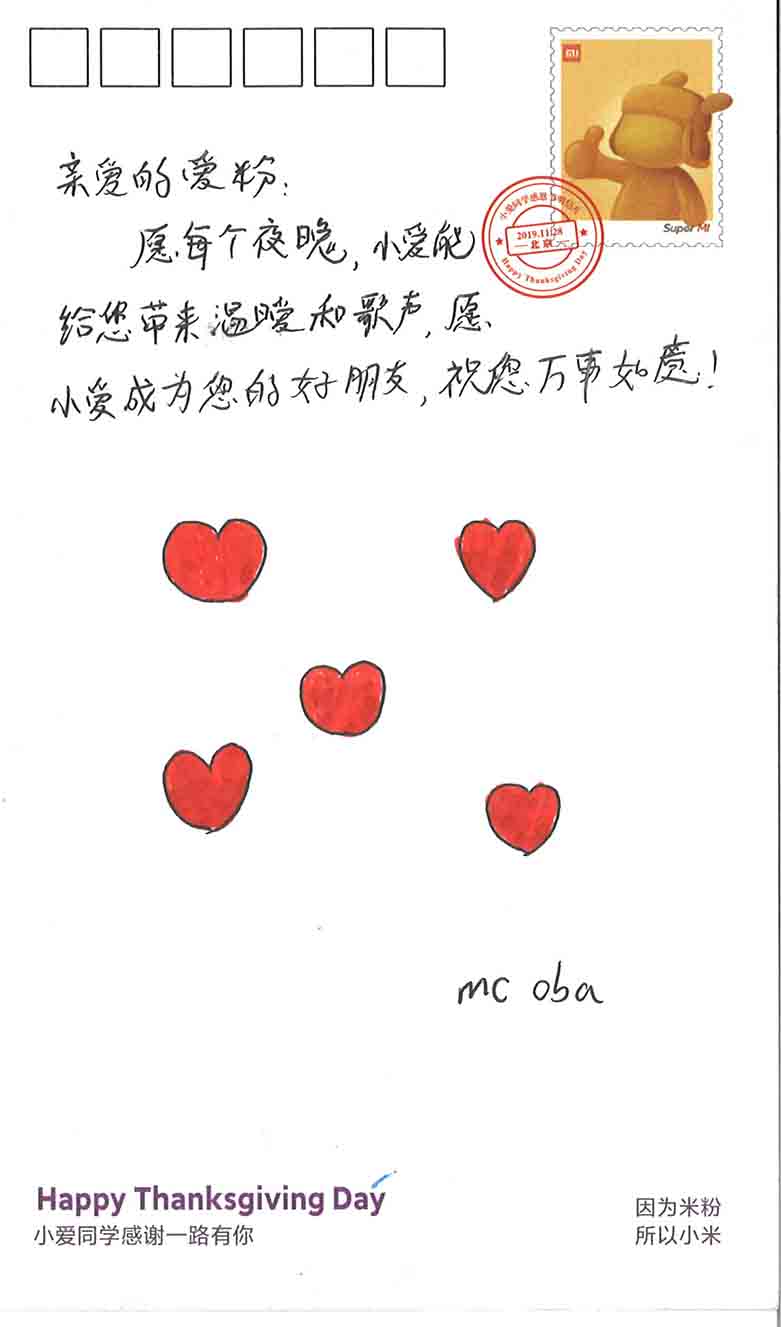 MI
Super MI
小爱同学感恩节明信片
2019.11.28
北京
Happy Thanksgiving Day
亲爱的爱粉:
愿每个夜晚,小爱能
给您带来温暖和歌声,愿
小爱成为您的好朋友,祝您万事如意!
mc oba
Happy Thanksgiving Day
小爱同学感谢一路有你
因为米粉
所以小米